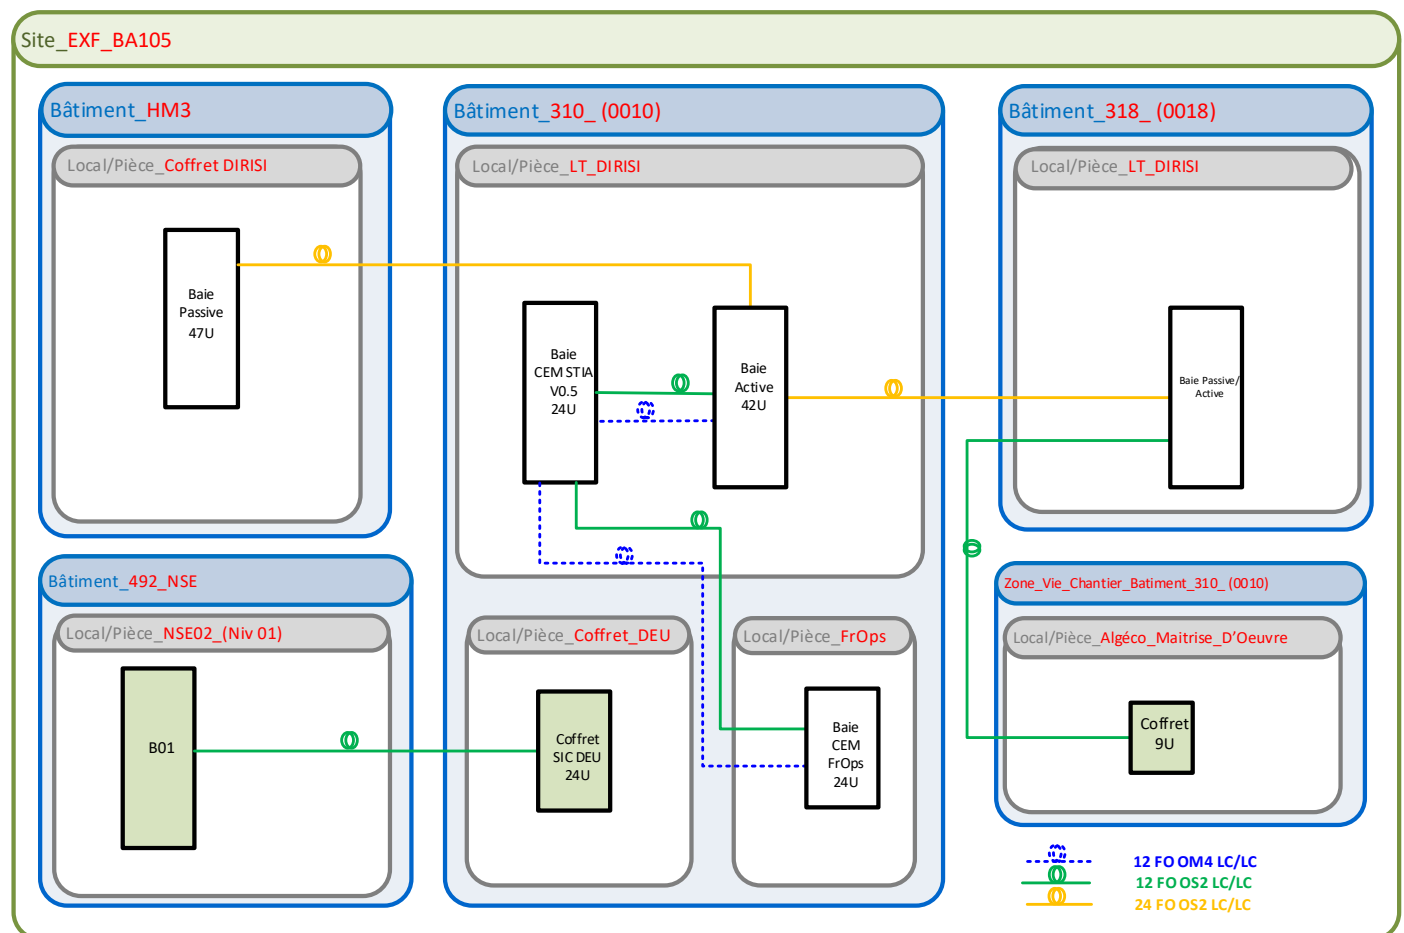 Site_EXF_BA105
Bâtiment_HM3
Local/Pièce_Coffret DIRISI
Baie
Passive
47U
Bâtiment_310_ (0010)
Local/Pièce_LT_DIRISI
Baie
CEM STIA
V0.5
24U
Baie
Active
42U
Bâtiment_318_ (0018)
Local/Pièce_LT_DIRISI
Baie Passive/
Active
Bâtiment_492_NSE
Local/Pièce_NSE02_(Niv 01)
B01
Local/Pièce_Coffret_DEU
Coffret
SIC DEU
24U
Local/Pièce_FrOps
Baie
CEM
FrOps
24U
Zone_Vie_Chantier_Batiment_310_ (0010)
Local/Pièce_Algéco_Maitrise_D’Oeuvre
Coffret
9U
12 FO OM4 LC/LC
12 FO OS2 LC/LC
24 FO OS2 LC/LC